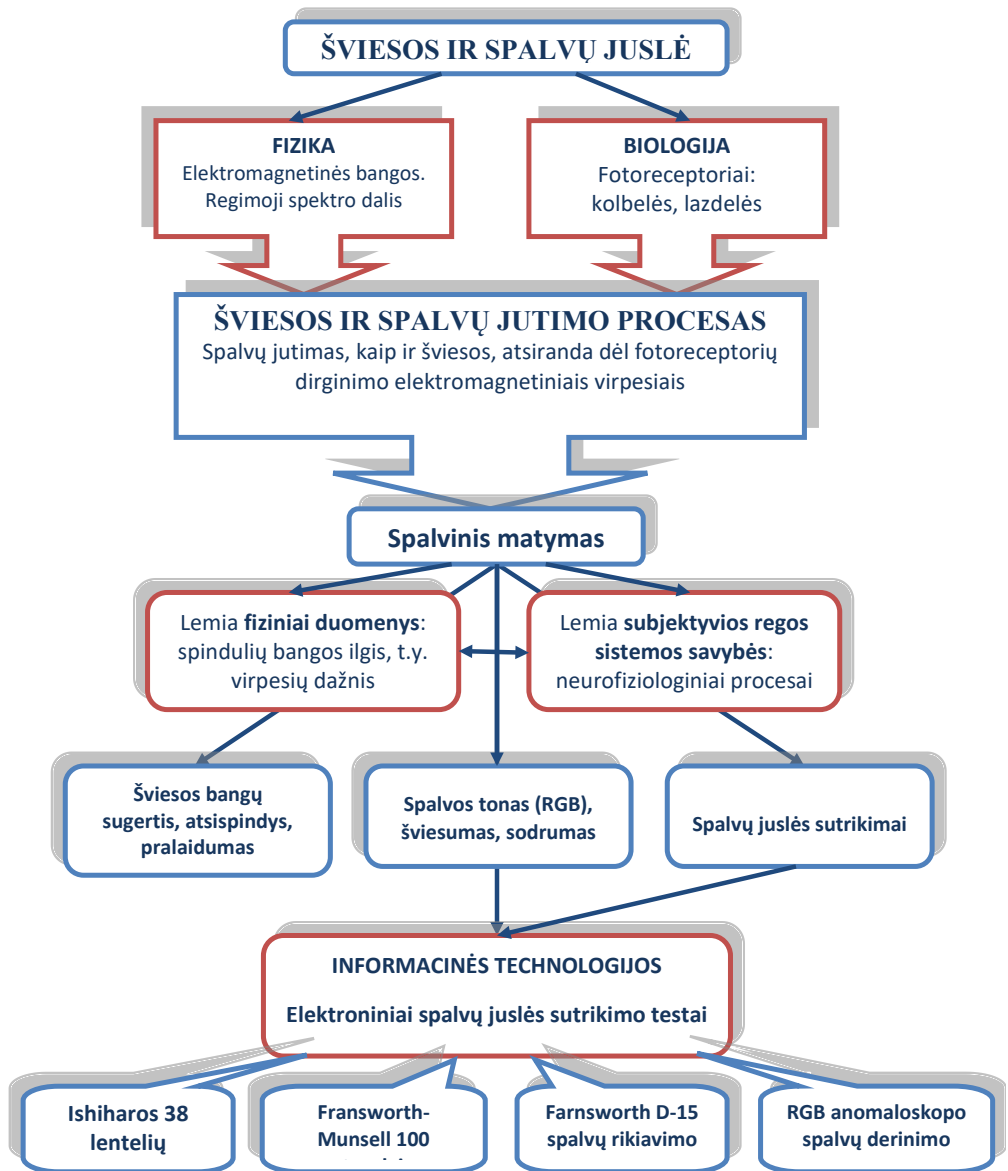 ŠVIESOS IR SPALVŲ JUSLĖ
FIZIKA
Elektromagnetinės bangos.
Regimoji spektro dalis
BIOLOGIJA
Fotoreceptoriai:
kolbelės, lazdelės
ŠVIESOS IR SPALVŲ JUTIMO PROCESAS
Spalvų jutimas, kaip ir šviesos, atsiranda dėl fotoreceptorių
dirginimo elektromagnetiniais virpesiais
Spalvinis matymas
Lemia fiziniai duomenys:
spindulių bangos ilgis, t.y.
virpesių dažnis
Lemia subjektyvios regos
sistemos savybės:
neurofiziologiniai procesai
Šviesos bangų
sugertis, atsispindys,
pralaidumas
Spalvos tonas (RGB),
šviesumas, sodrumas
Spalvų juslės sutrikimai
INFORMACINĖS TECHNOLOGIJOS
Elektroniniai spalvų juslės sutrikimo testai
Ishiharos 38
lentelių
Fransworth-
Munsell 100
Farnsworth D-15
spalvų rikiavimo
RGB anomaloskopo
spalvų derinimo